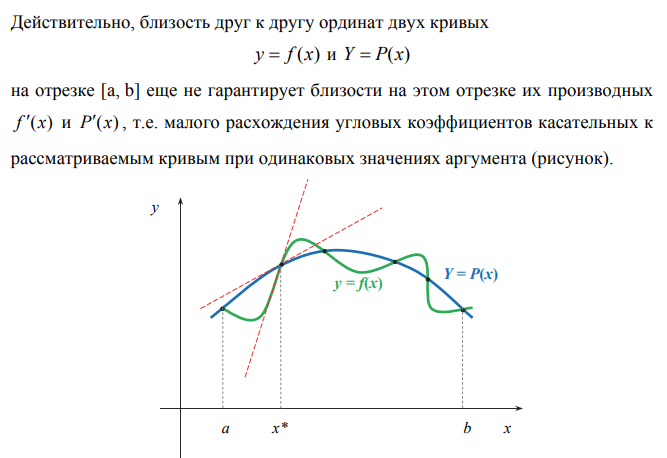 Действительно, близость друг к другу ординат двух кривых
y = f(x) и Y = P(x)
на отрезке [a, b] еще не гарантирует близости на этом отрезке их производных
f′(x) и P′(x), т.е. малого расхождения угловых коэффициентов касательных к
рассматриваемым кривым при одинаковых значениях аргумента (рисунок).
y
Y = P(x)
y = f(x)
a x* b x